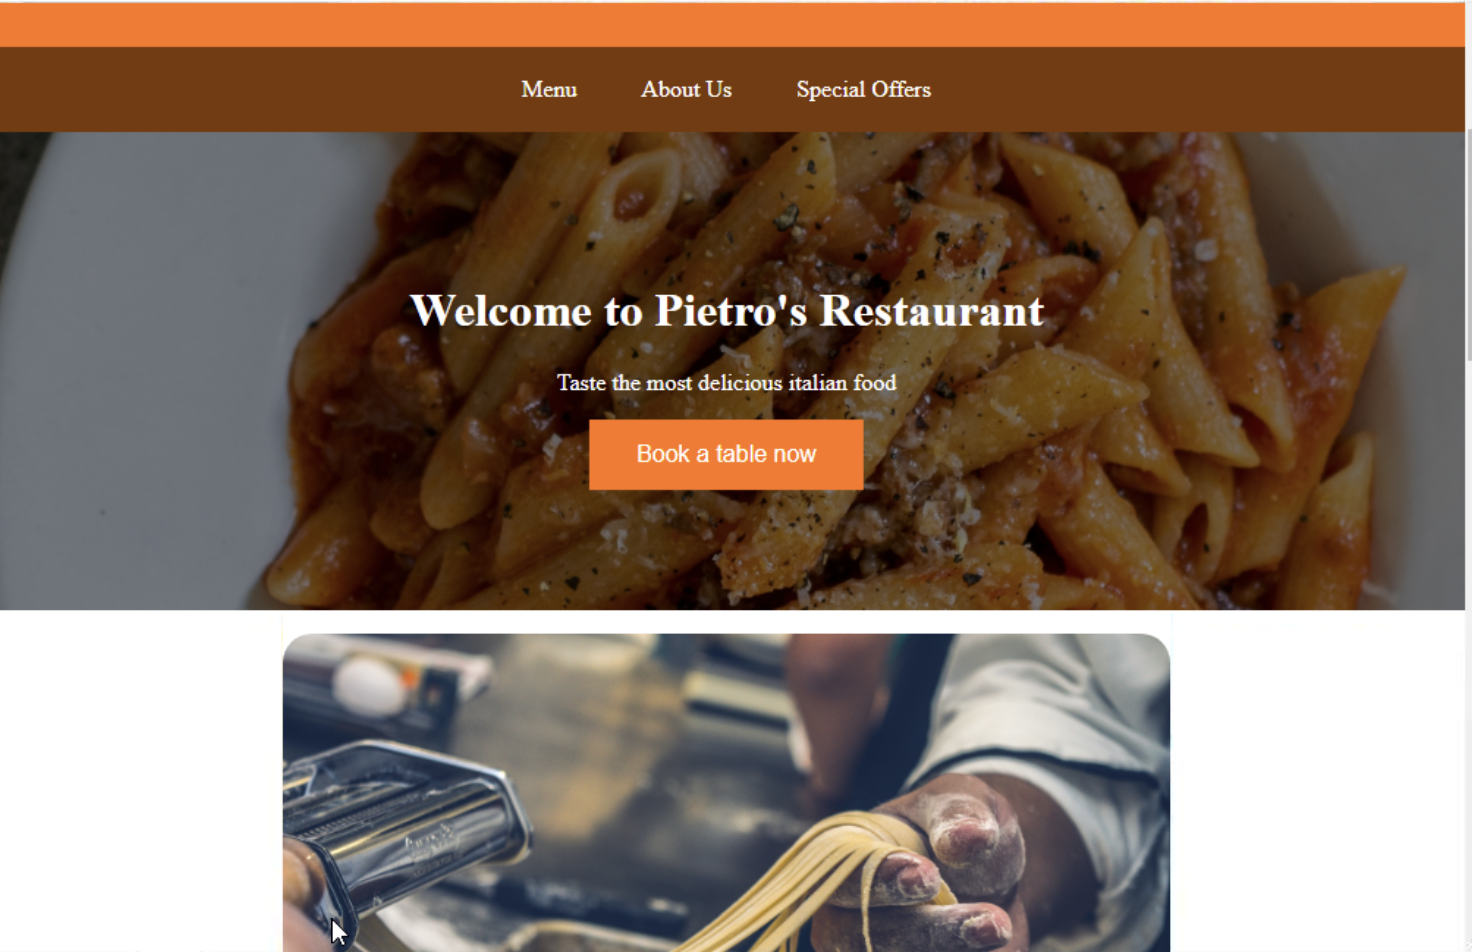 Menu About Us Special Offers
Welcome to Pietro's Restaurant
Taste the most delicious italian food
Book a table now